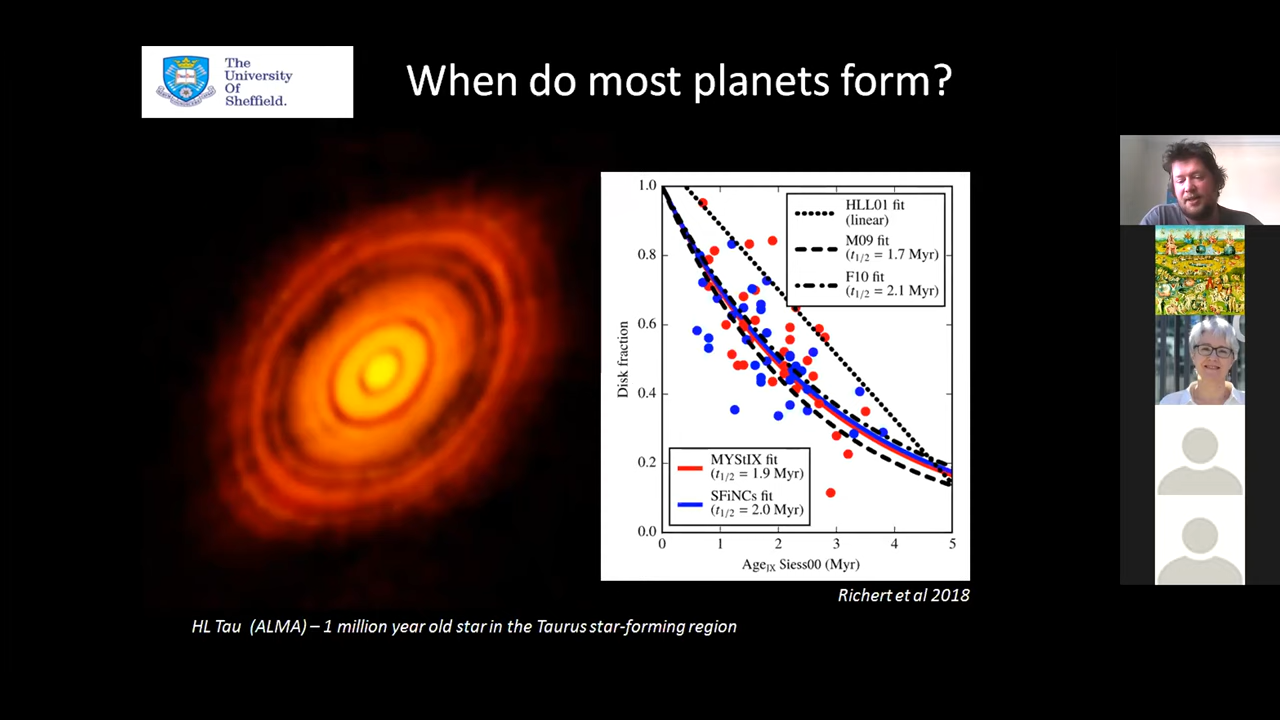 The
University
Of
Sheffield.
When do most planets form?
1.0
0.8
0.6
0.4
0.2
0.0
Disk fraction
HLL01 fit
(linear)
M09 fit
(t1/2 = 1.7 Myr)
F10 fit
(t1/2 = 2.1 Myr)
MYStIX fit
(t1/2 = 1.9 Myr)
SFiNCs fit
(t1/2 = 2.0 Myr)
0 1 2 3 4 5
AgeJX Siess00 (Myr)
Richert et al 2018
HL Tau (ALMA) – 1 million year old star in the Taurus star-forming region